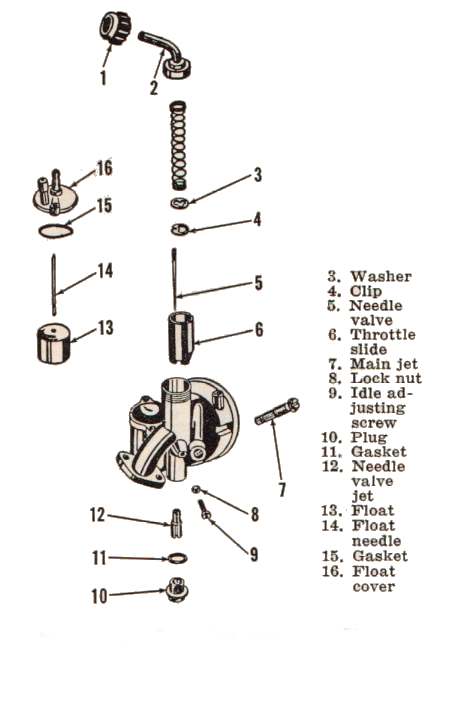 1
2
16
3
15
4
14
5
13
6
7
12
8
11
9
10
3. Washer
4. Clip
5. Needle
valve
6. Throttle
slide
7. Main jet
8. Lock nut
9. Idle ad-
justing
screw
10. Plug
11. Gasket
12. Needle
valve
jet
13. Float
14. Float
needle
15. Gasket
16. Float
cover